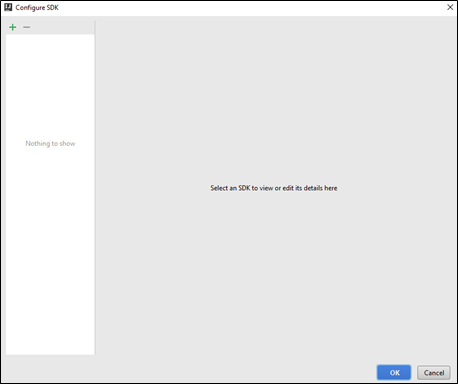 Configure SDK
Nothing to show
Select an SDK to view or edit its details here
OK
Cancel